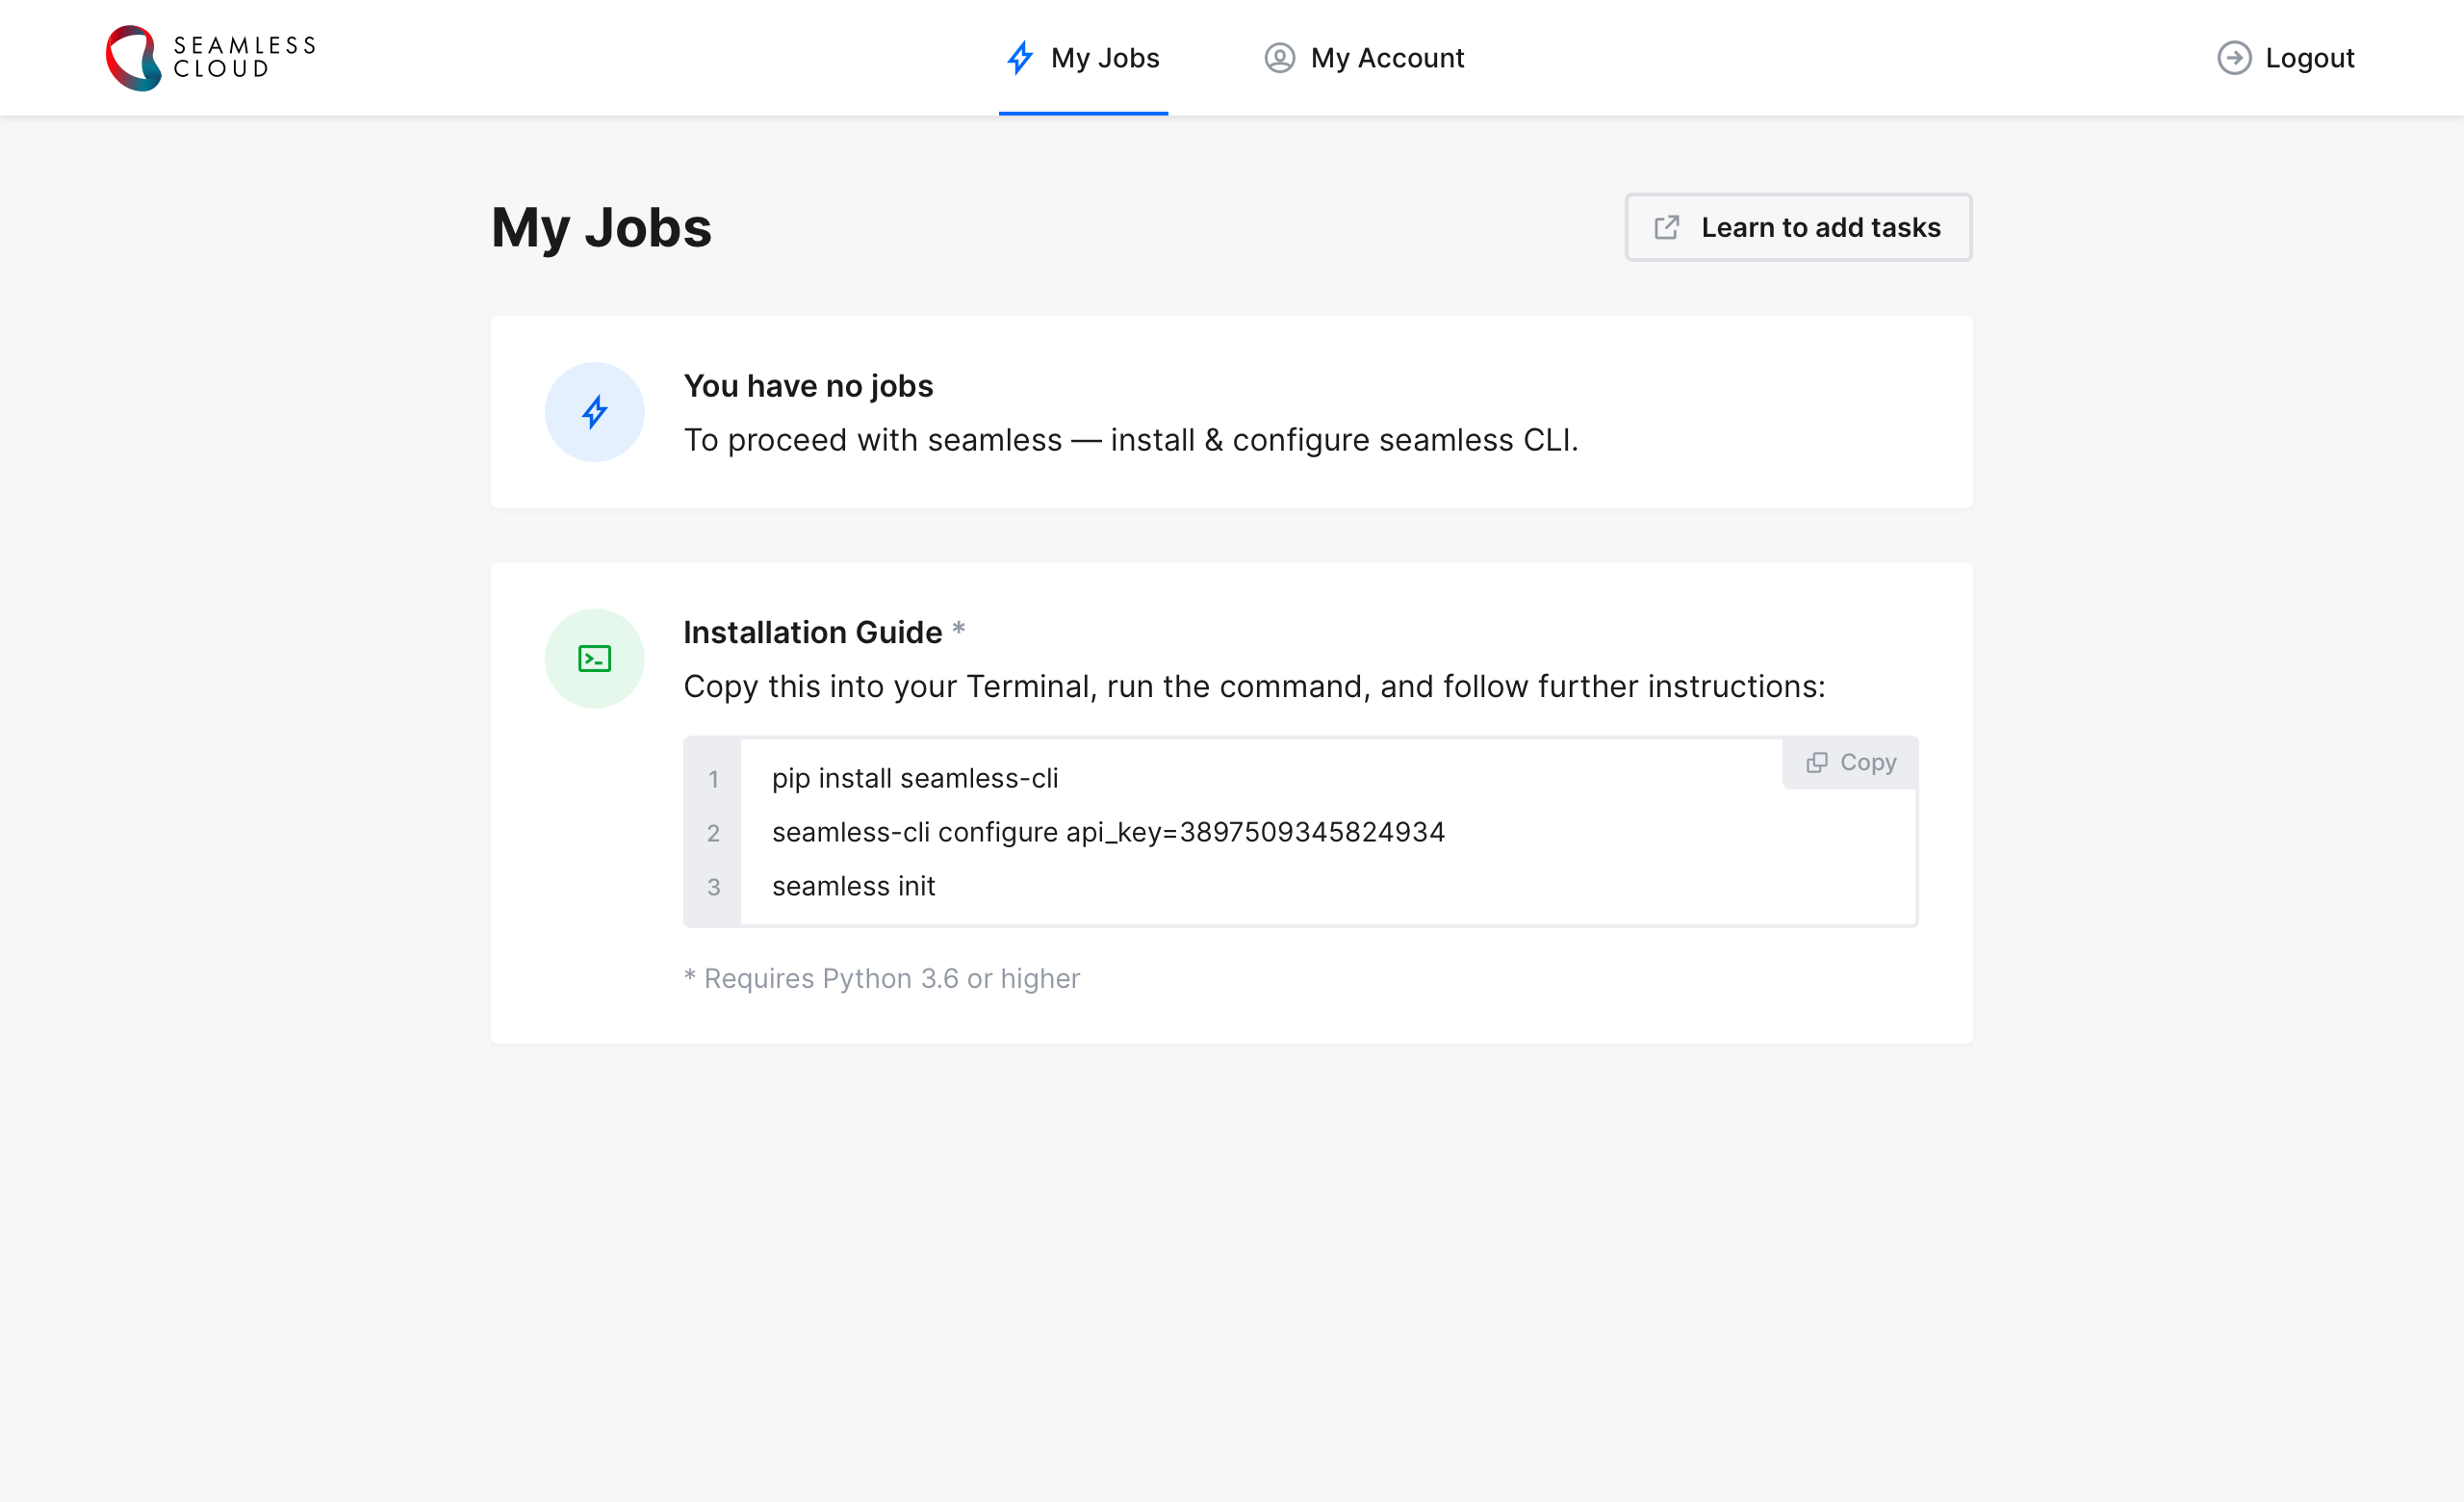 SEAMLESS
CLOUD
My Jobs
My Account
Logout
My Jobs
Learn to add tasks
You have no jobs
To proceed with seamless — install & configure seamless CLI.
Installation Guide *
Copy this into your Terminal, run the command, and follow further instructions:
Copy
1 pip install seamless-cli
2 seamless-cli configure api_key=3897509345824934
3 seamless init
* Requires Python 3.6 or higher